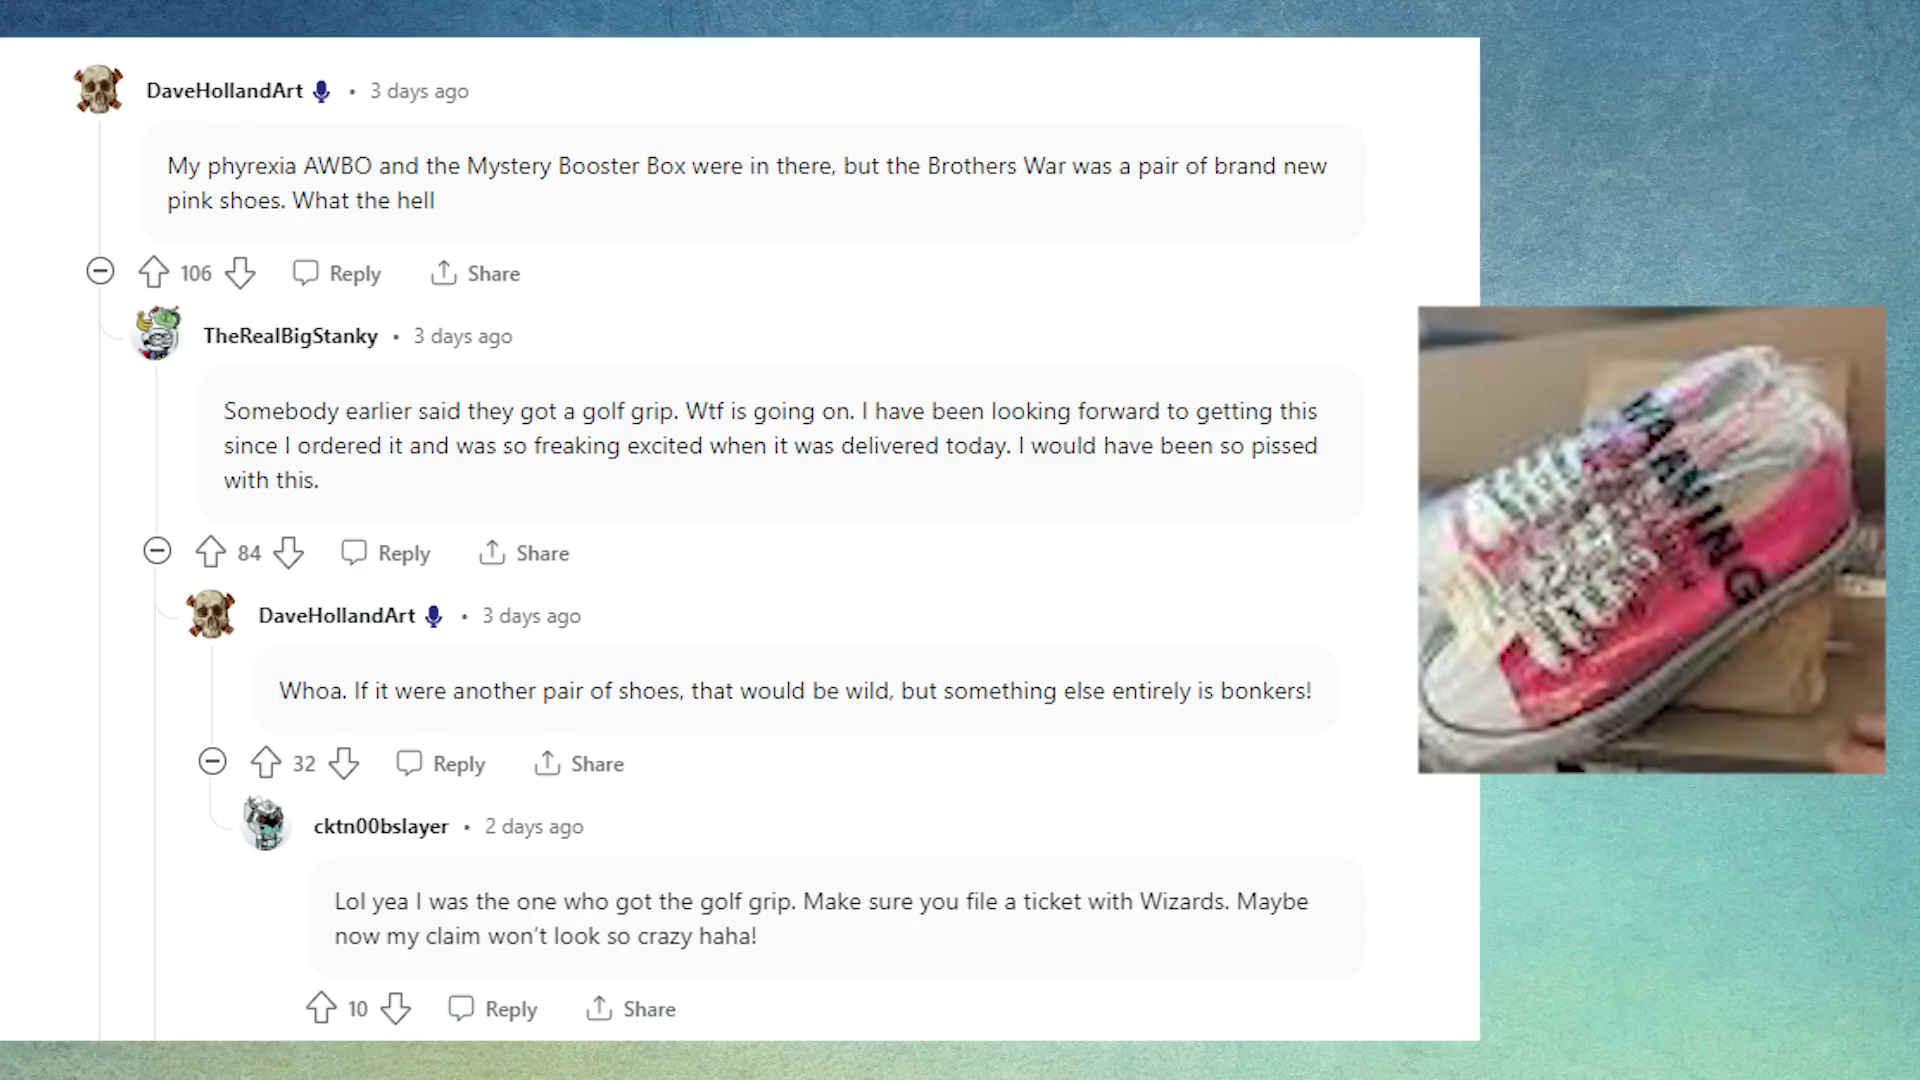 DaveHollandArt • 3 days ago
My phyrexia AWBO and the Mystery Booster Box were in there, but the Brothers War was a pair of brand new
pink shoes. What the hell
106 Reply Share
TheRealBigStanky • 3 days ago
Somebody earlier said they got a golf grip. Wtf is going on. I have been looking forward to getting this
since I ordered it and was so freaking excited when it was delivered today. I would have been so pissed
with this.
84 Reply Share
DaveHollandArt • 3 days ago
Whoa. If it were another pair of shoes, that would be wild, but something else entirely is bonkers!
32 Reply Share
cktn00bslayer • 2 days ago
Lol yea I was the one who got the golf grip. Make sure you file a ticket with Wizards. Maybe
now my claim won't look so crazy haha!
10 Reply Share
WARNING